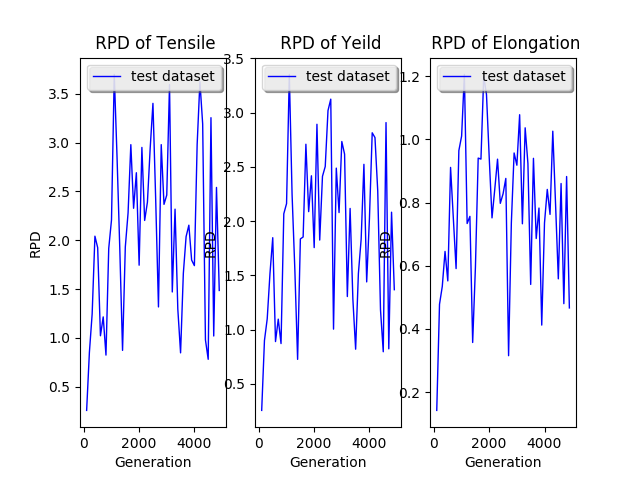 RPD of Tensile
RPD of Yeild
RPD of Elongation
test dataset
test dataset
test dataset
RPD
3.5
3.0
2.5
2.0
1.5
1.0
0.5
0
2000
4000
Generation
RPD
3.5
3.0
2.5
2.0
1.5
1.0
0.5
0
2000
4000
Generation
RPD
1.2
1.0
0.8
0.6
0.4
0.2
0
2000
4000
Generation